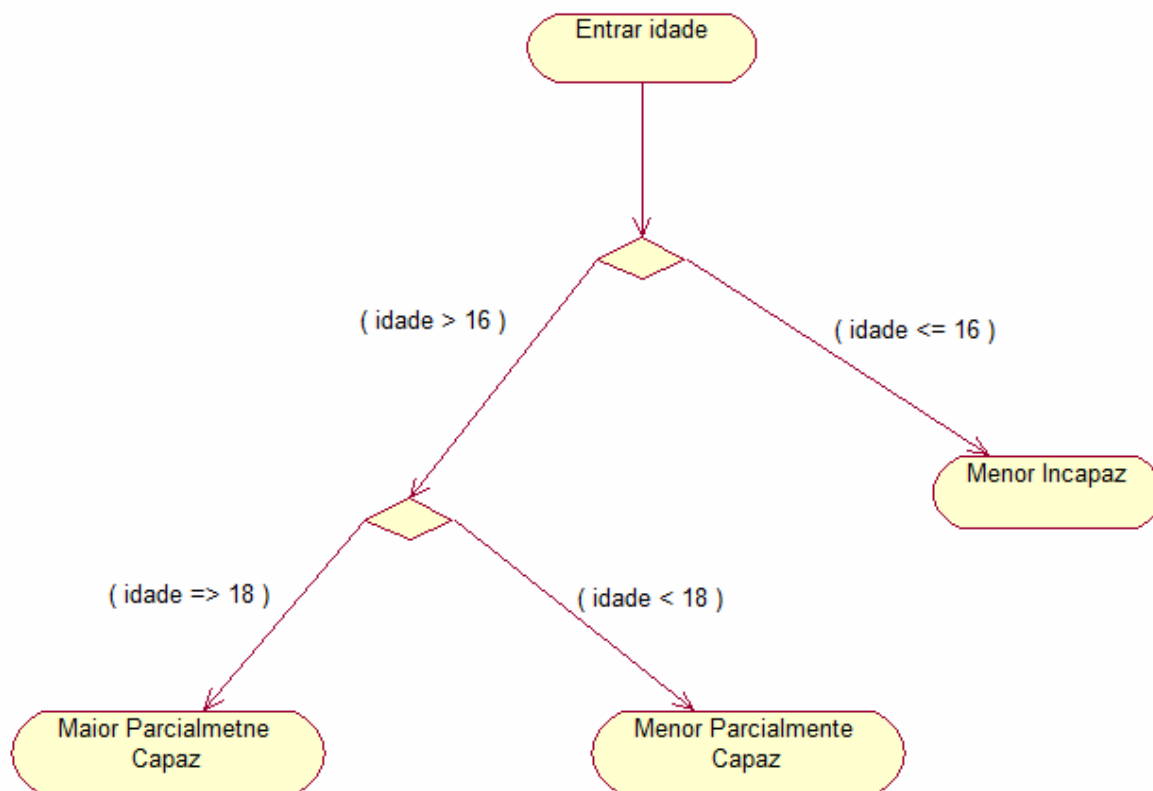 Entrar idade
( idade > 16 )
( idade <= 16 )
Menor Incapaz
( idade => 18 )
( idade < 18 )
Maior Parcialmetne
Capaz
Menor Parcialmente
Capaz